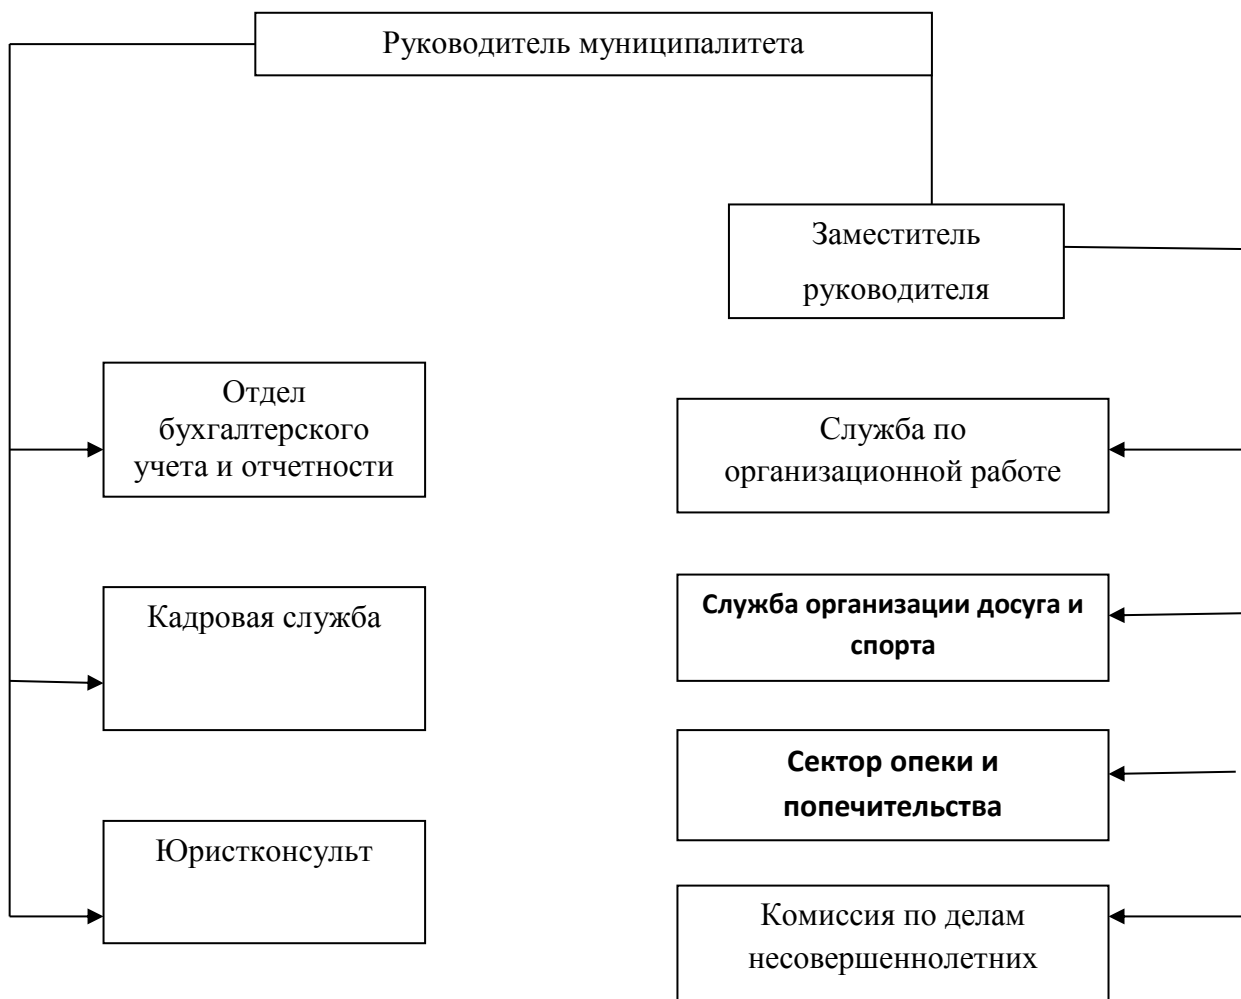 Руководитель муниципалитета
Заместитель
руководителя
Отдел
бухгалтерского
учета и отчетности
Служба по
организационной работе
Кадровая служба
Служба организации досуга и
спорта
Сектор опеки и
попечительства
Юристконсульт
Комиссия по делам
несовершеннолетних